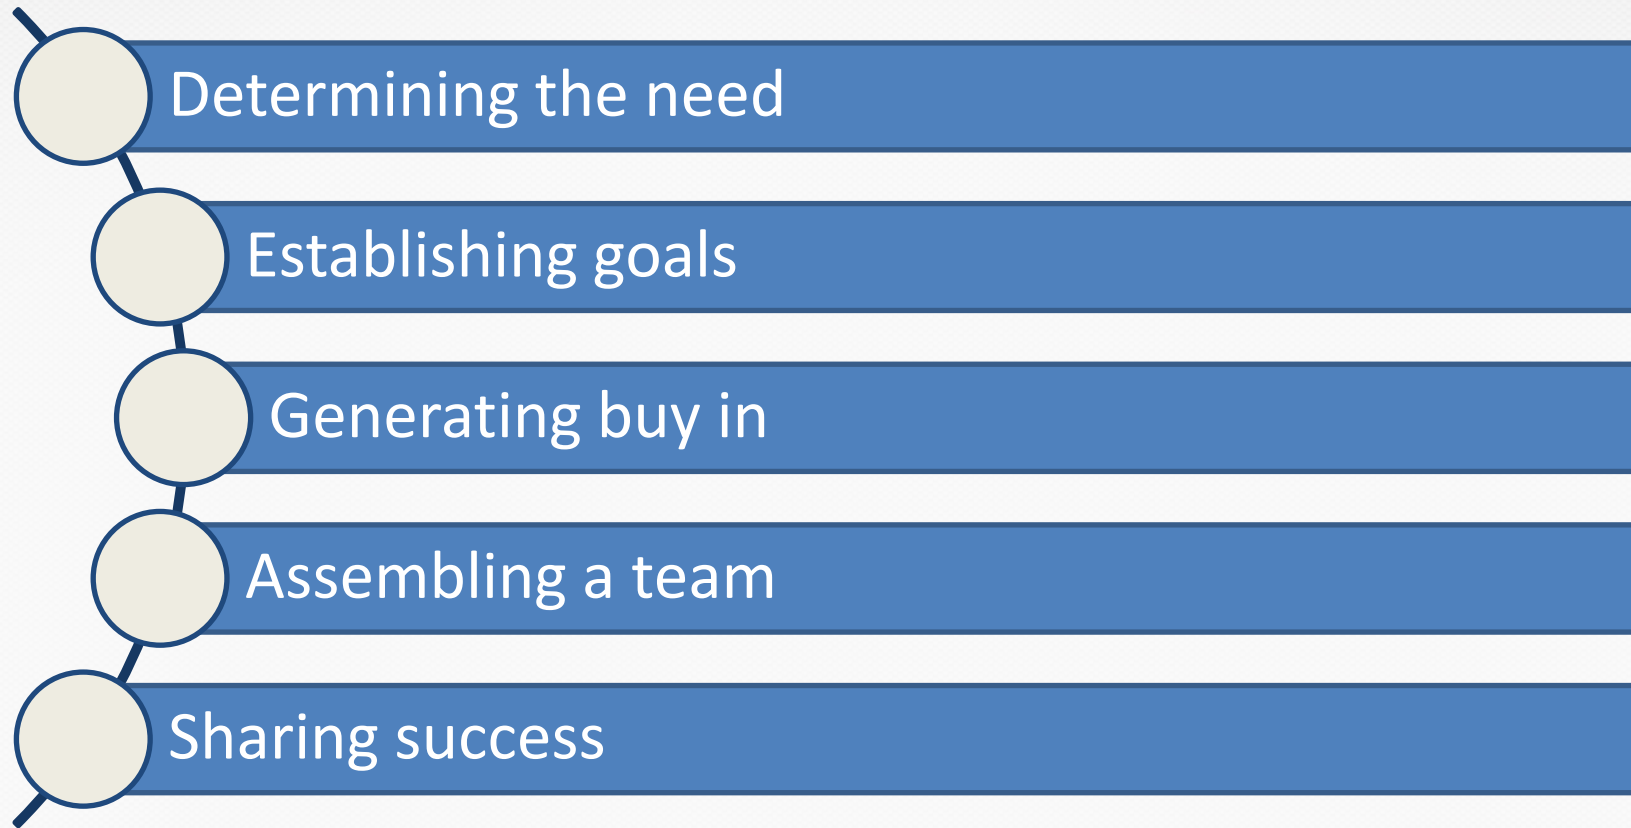 Determining the need
Establishing goals
Generating buy in
Assembling a team
Sharing success